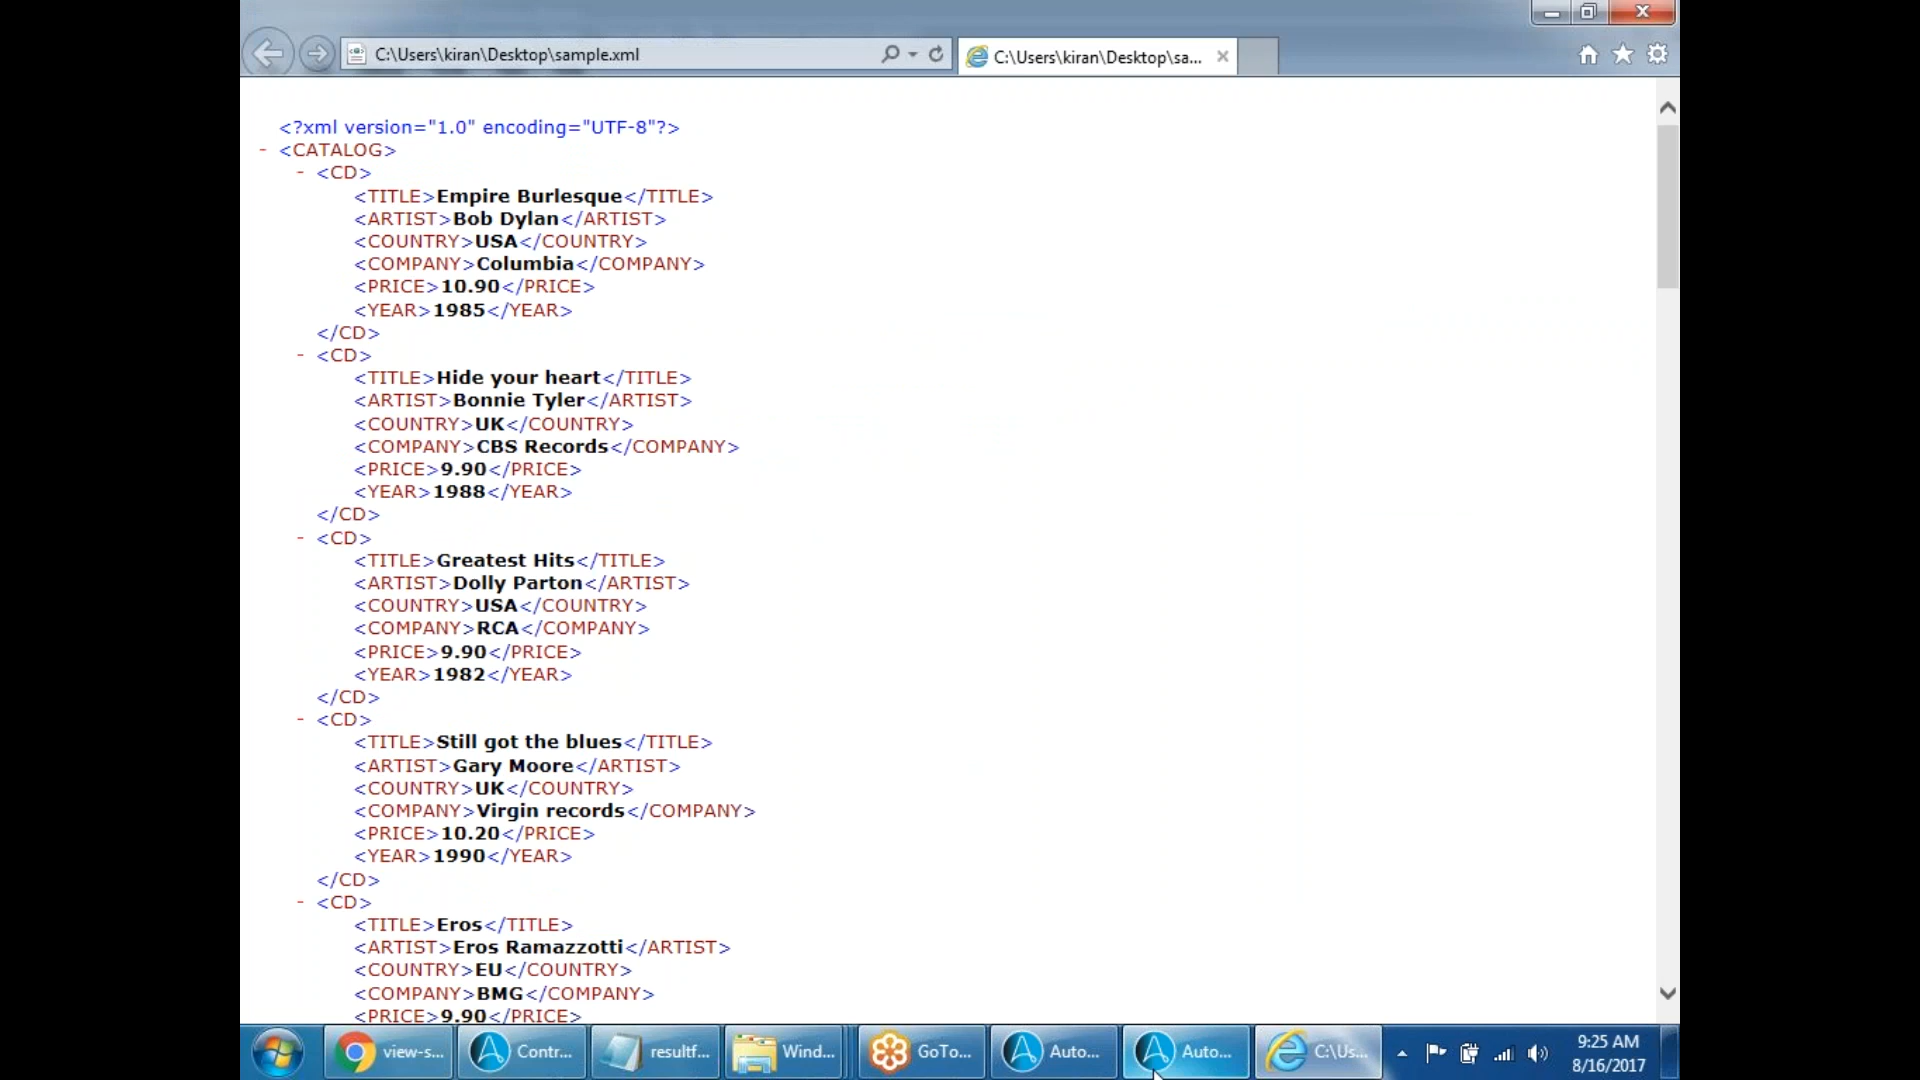 C:\Users\kiran\Desktop\sample.xml
C:\Users\kiran\Desktop\sa...
<?xml version="1.0" encoding="UTF-8"?>
- <CATALOG>
- <CD>
<TITLE>Empire Burlesque</TITLE>
<ARTIST>Bob Dylan</ARTIST>
<COUNTRY>USA</COUNTRY>
<COMPANY>Columbia</COMPANY>
<PRICE>10.90</PRICE>
<YEAR>1985</YEAR>
</CD>
- <CD>
<TITLE>Hide your heart</TITLE>
<ARTIST>Bonnie Tyler</ARTIST>
<COUNTRY>UK</COUNTRY>
<COMPANY>CBS Records</COMPANY>
<PRICE>9.90</PRICE>
<YEAR>1988</YEAR>
</CD>
- <CD>
<TITLE>Greatest Hits</TITLE>
<ARTIST>Dolly Parton</ARTIST>
<COUNTRY>USA</COUNTRY>
<COMPANY>RCA</COMPANY>
<PRICE>9.90</PRICE>
<YEAR>1982</YEAR>
</CD>
- <CD>
<TITLE>Still got the blues</TITLE>
<ARTIST>Gary Moore</ARTIST>
<COUNTRY>UK</COUNTRY>
<COMPANY>Virgin records</COMPANY>
<PRICE>10.20</PRICE>
<YEAR>1990</YEAR>
</CD>
- <CD>
<TITLE>Eros</TITLE>
<ARTIST>Eros Ramazzotti</ARTIST>
<COUNTRY>EU</COUNTRY>
<COMPANY>BMG</COMPANY>
<PRICE>9.90</PRICE>
view-s...
Contr...
resultf...
Wind...
GoTo...
Auto...
Auto...
C:\Us...
9:25 AM
8/16/2017